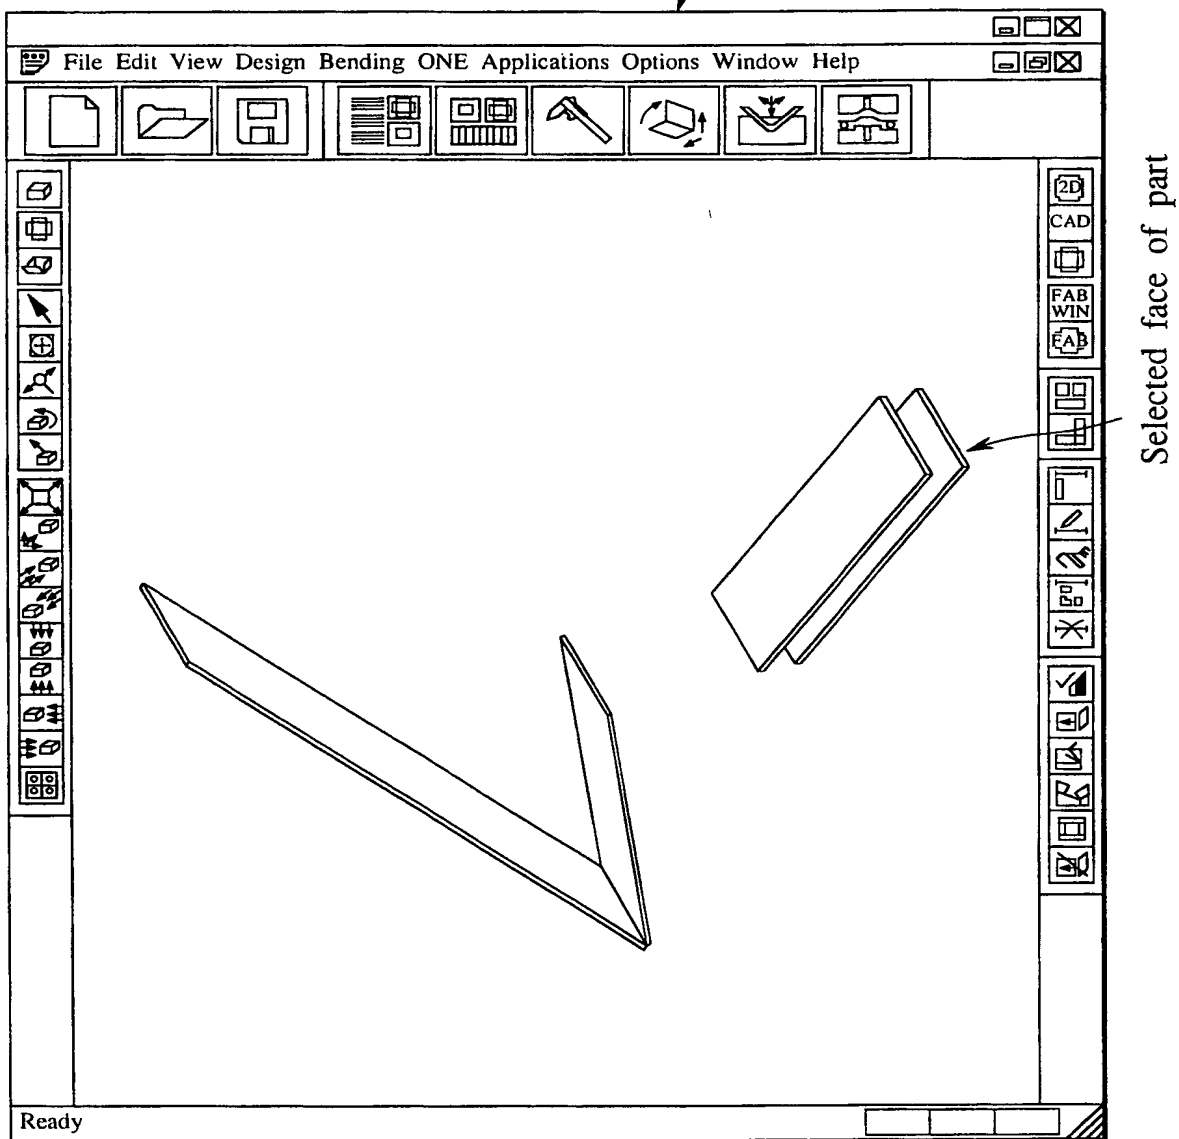 File Edit View Design Bending ONE Applications Options Window Help
2D
CAD
FAB
WIN
FAB
Selected face of part
Ready